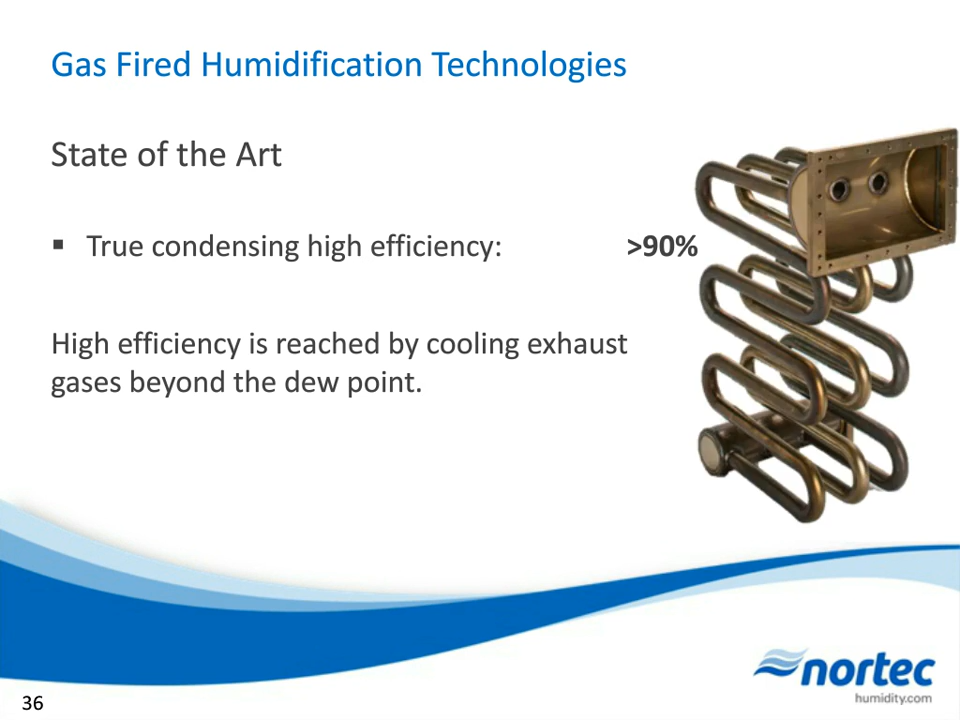 Gas Fired Humidification Technologies
State of the Art
▪ True condensing high efficiency: >90%
High efficiency is reached by cooling exhaust
gases beyond the dew point.
nortec
humidity.com
36